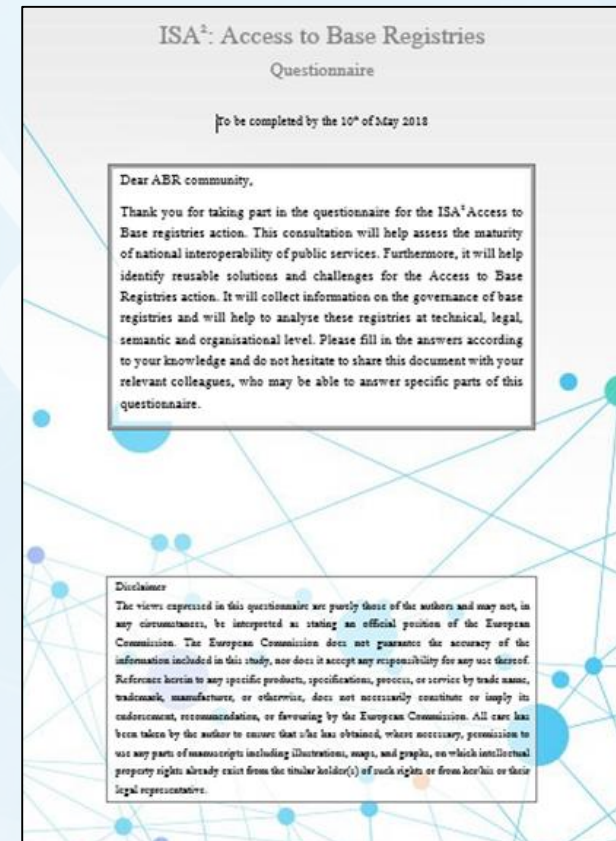 ISA²: Access to Base Registries
Questionnaire
To be completed by the 10ᵗʰ of May 2018
Dear ABR community,
Thank you for taking part in the questionnaire for the ISA² Access to
Base registries action. This consultation will help assess the maturity
of national interoperability of public services. Furthermore, it will help
identify reusable solutions and challenges for the Access to Base
Registries action. It will collect information on the governance of base
registries and will help to analyse these registries at technical, legal,
semantic and organisational level. Please fill in the answers according
to your knowledge and do not hesitate to share this document with your
relevant colleagues, who may be able to answer specific parts of this
questionnaire.
Disclaimer
The views expressed in this questionnaire are purely those of the authors and may not, in
any circumstances, be interpreted as stating an official position of the European
Commission. The European Commission does not guarantee the accuracy of the
information included in this study, nor does it accept any responsibility for any use thereof.
Reference herein to any specific products, specifications, process, or service by trade name,
trademark, manufacturer, or otherwise, does not necessarily constitute or imply its
endorsement, recommendation, or favouring by the European Commission. All care has
been taken by the author to ensure that s/he has obtained, where necessary, permission to
use any parts of manuscripts including illustrations, maps, and graphs, on which intellectual
property rights already exist from the titular holder(s) of such rights or from her/his or their
legal representative.